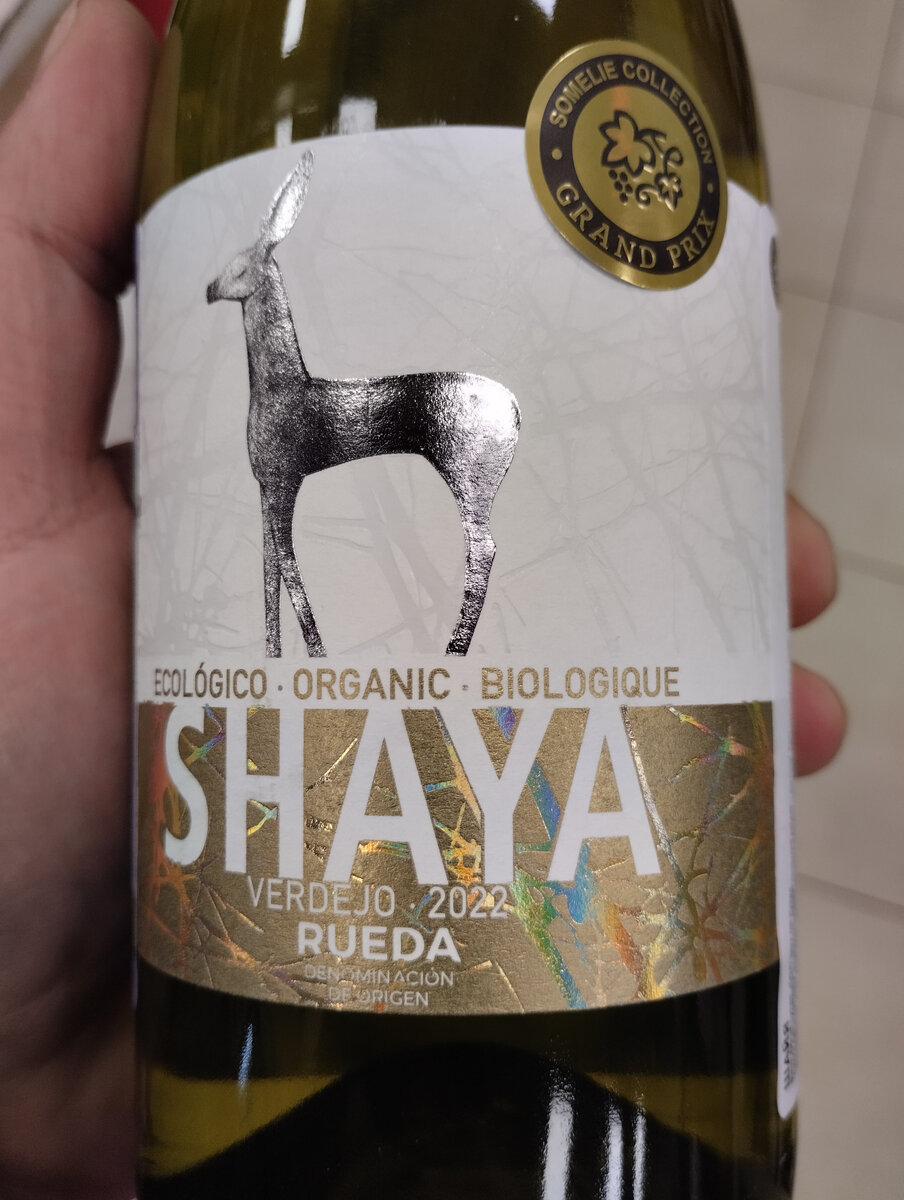 SOMELIE COLLECTION
GRAND PRIX
ECOLÓGICO · ORGANIC · BIOLOGIQUE
SHAYA
VERDEJO · 2022
RUEDA
DENOMINACIÓN
DE ORIGEN